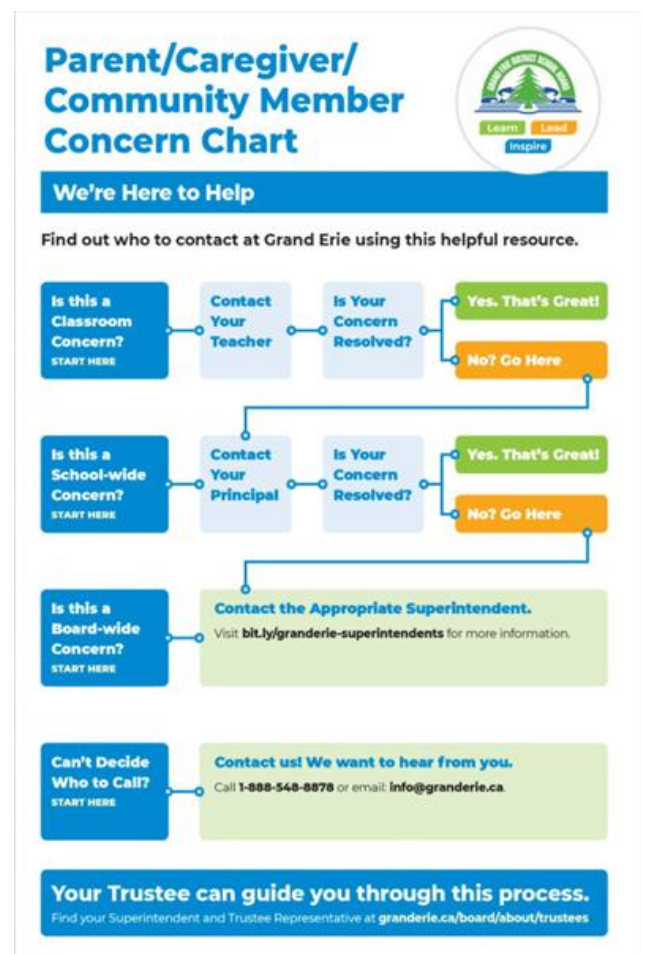 Parent/Caregiver/
Community Member
Concern Chart
GRAND ERIE DISTRICT SCHOOL BOARD
Learn
Lead
Inspire
We're Here to Help
Find out who to contact at Grand Erie using this helpful resource.
Is this a
Classroom
Concern?
START HERE
Contact
Your
Teacher
Is Your
Concern
Resolved?
Yes. That's Great!
No? Go Here
Is this a
School-wide
Concern?
START HERE
Contact
Your
Principal
Is Your
Concern
Resolved?
Yes. That's Great!
No? Go Here
Is this a
Board-wide
Concern?
START HERE
Contact the Appropriate Superintendent.
Visit bit.ly/granderie-superintendents for more information.
Can't Decide
Who to Call?
START HERE
Contact us! We want to hear from you.
Call 1-888-548-8878 or email: info@granderie.ca.
Your Trustee can guide you through this process.
Find your Superintendent and Trustee Representative at granderie.ca/board/about/trustees